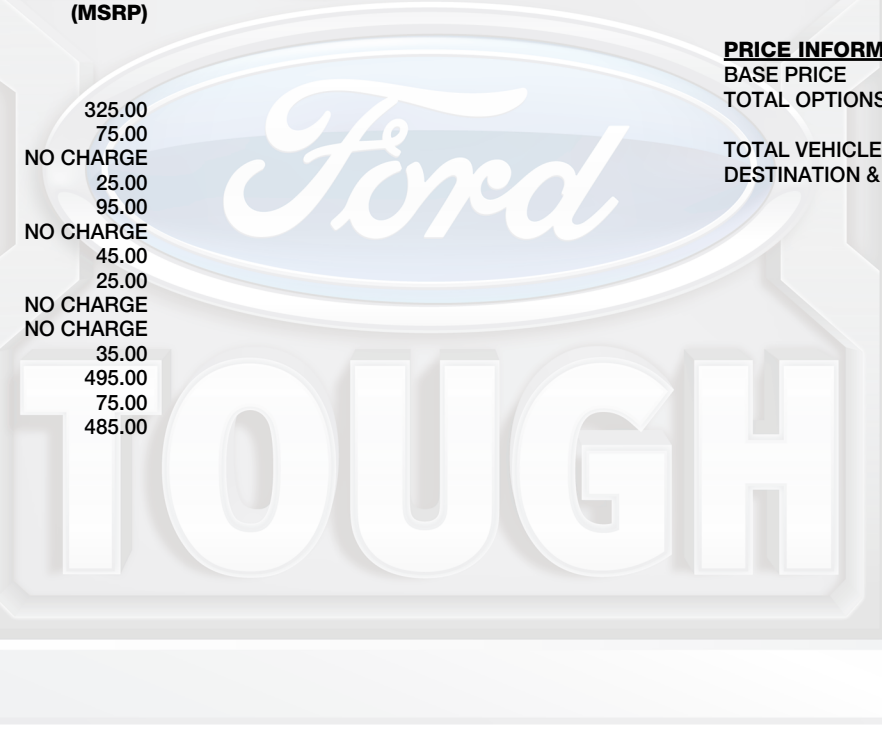 (MSRP)
325.00
75.00
NO CHARGE
25.00
95.00
NO CHARGE
45.00
25.00
NO CHARGE
NO CHARGE
35.00
495.00
75.00
485.00
PRICE INFORM
BASE PRICE
TOTAL OPTIONS
TOTAL VEHICLE
DESTINATION &
Ford
TOUGH